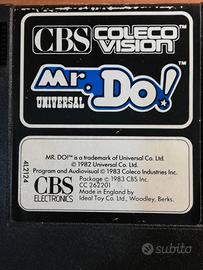 CBS COLECO VISION™
Mr. Do!™
UNIVERSAL
MR. DO!™ is a trademark of Universal Co. Ltd.
© 1982 Universal Co. Ltd.
Program and Audiovisual © 1983 Coleco Industries Inc.
Package © 1983 CBS Inc.
CC 262201
Made in England by
Ideal Toy Co. Ltd., Woodley, Berks.
CBS
ELECTRONICS
4L2124
subito